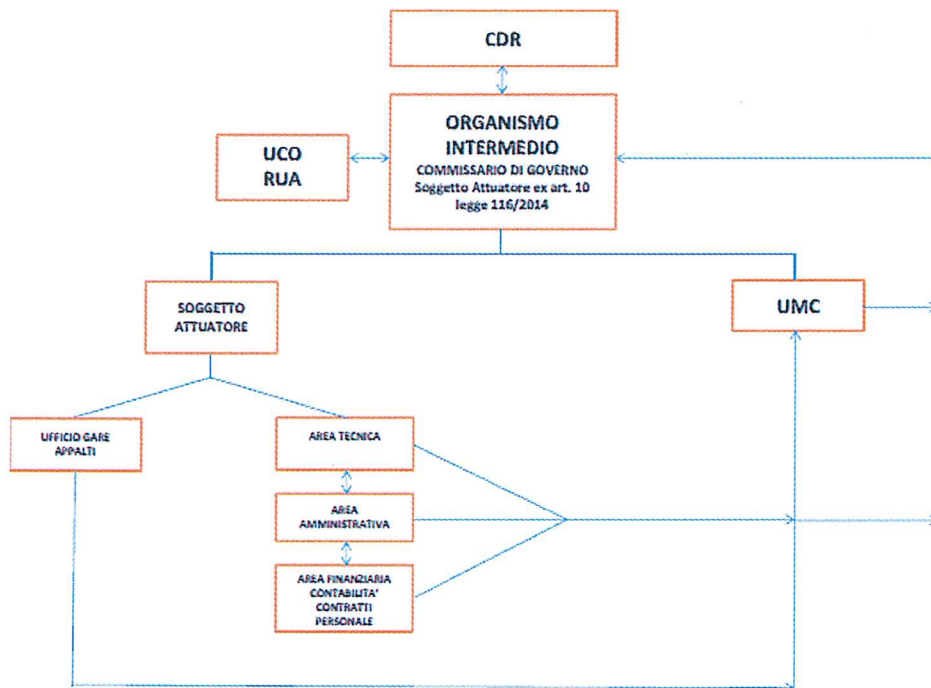 CDR
ORGANISMO
INTERMEDIO
COMMISSARIO DI GOVERNO
Soggetto Attuatore ex art. 10
legge 116/2014
UCO
RUA
SOGGETTO
ATTUATORE
UMC
UFFICIO GARE
APPALTI
AREA TECNICA
AREA
AMMINISTRATIVA
AREA FINANZIARIA
CONTABILITA'
CONTRATTI
PERSONALE